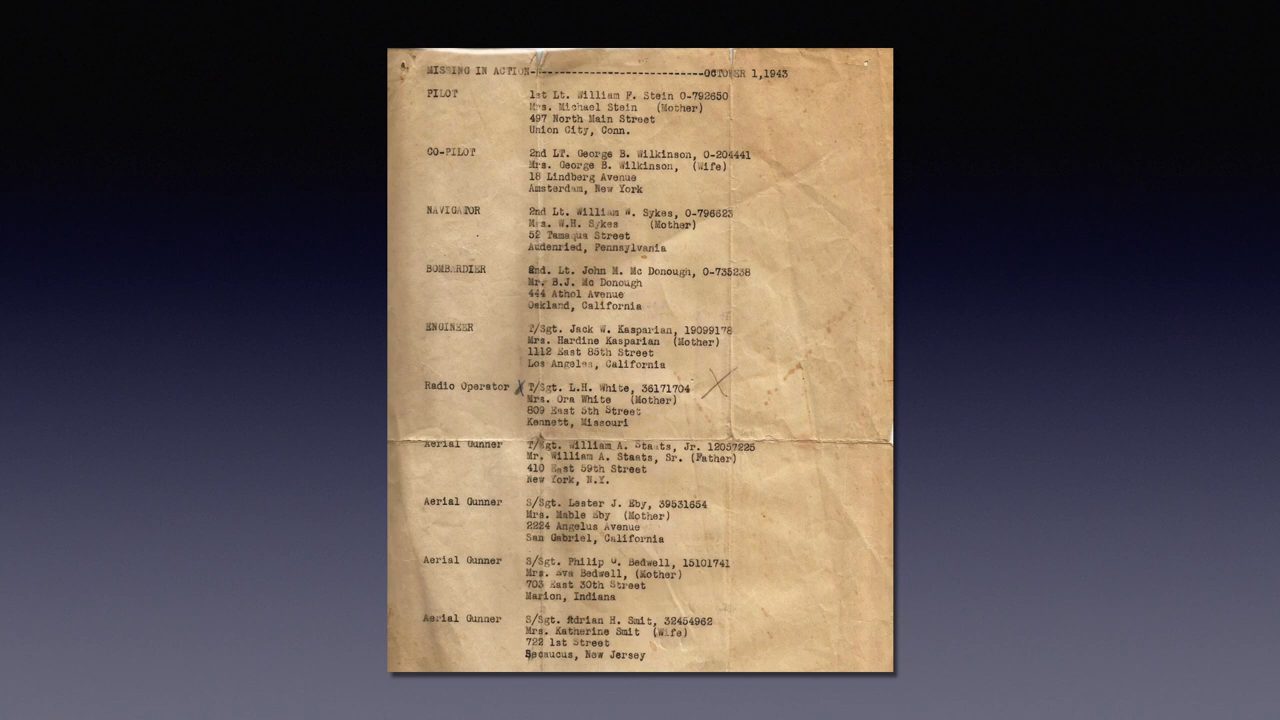 MISSING IN ACTION------------------------------OCTOBER 1,1943
PILOT 1st Lt. William F. Stein O-792650
Mrs. Michael Stein (Mother)
497 North Main Street
Union City, Conn.
CO-PILOT 2nd LT. George B. Wilkinson, O-204441
Mrs. George B. Wilkinson, (Wife)
18 Lindberg Avenue
Amsterdam, New York
NAVIGATOR 2nd Lt. William W. Sykes, O-796623
Mrs. W.H. Sykes (Mother)
52 Tamaqua Street
Audenried, Pennsylvania
BOMBARDIER 2nd. Lt. John M. Mc Donough, O-735238
Mr. B.J. Mc Donough
444 Athol Avenue
Oakland, California
ENGINEER T/Sgt. Jack W. Kasparian, 19099178
Mrs. Hardine Kasparian (Mother)
1112 East 85th Street
Los Angeles, California
Radio Operator X T/Sgt. L.H. White, 36171704 X
Mrs. Ora White (Mother)
809 East 5th Street
Kennett, Missouri
Aerial Gunner T/Sgt. William A. Staats, Jr. 12057225
Mr. William A. Staats, Sr. (Father)
410 East 59th Street
New York, N.Y.
Aerial Gunner S/Sgt. Lester J. Eby, 39531654
Mrs. Mable Eby (Mother)
2224 Angelus Avenue
San Gabriel, California
Aerial Gunner S/Sgt. Philip Bedwell, 15101741
Mrs. Eva Bedwell, (Mother)
703 East 30th Street
Marion, Indiana
Aerial Gunner S/Sgt. Adrian H. Smit, 32454962
Mrs. Katherine Smit (Wife)
722 1st Street
Secaucus, New Jersey